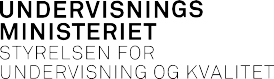 UNDERVISNINGS
MINISTERIET
STYRELSEN FOR
UNDERVISNING OG KVALITET